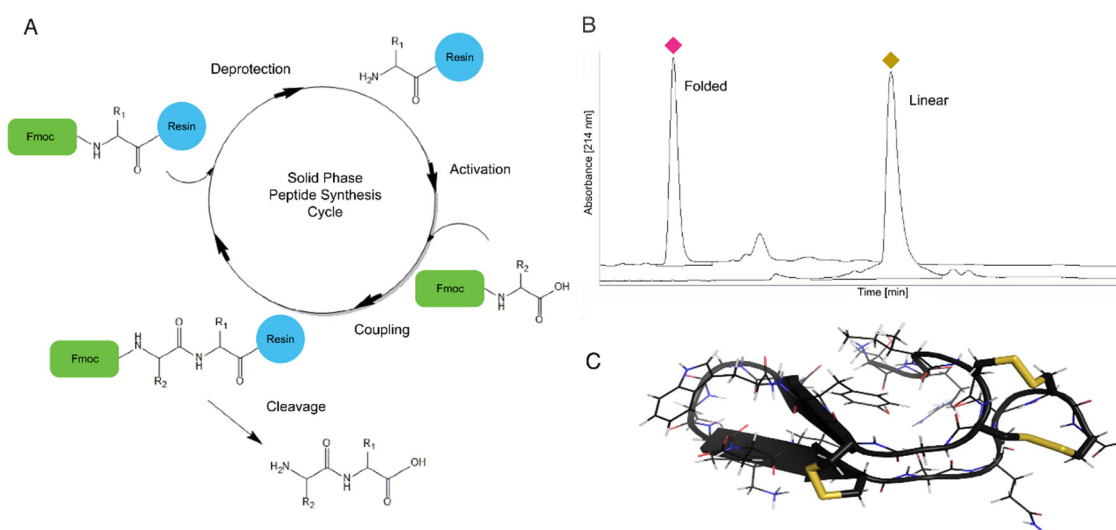 A
Deprotection
R1
H2N
O
Resin
Fmoc
N
H
R1
O
Resin
Solid Phase
Peptide Synthesis
Cycle
Activation
Fmoc
N
H
R2
O
OH
Coupling
Fmoc
H
N
R2
O
N
H
R1
O
Resin
Cleavage
H2N
R2
O
N
H
R1
O
OH
B
Absorbance [214 nm]
Folded
Linear
Time [min]
C